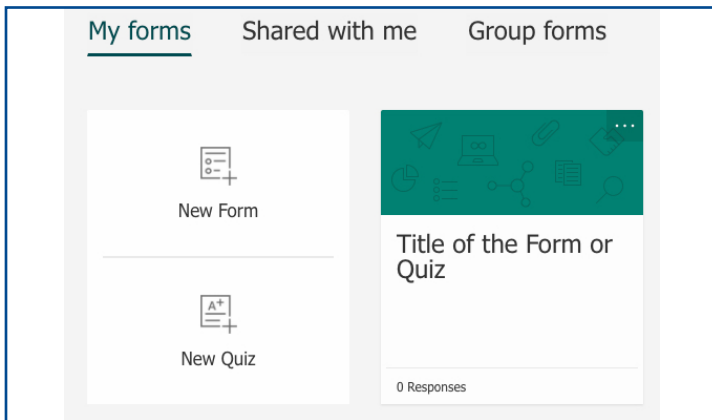 My forms Shared with me Group forms
...
New Form
A+
New Quiz
Title of the Form or
Quiz
0 Responses